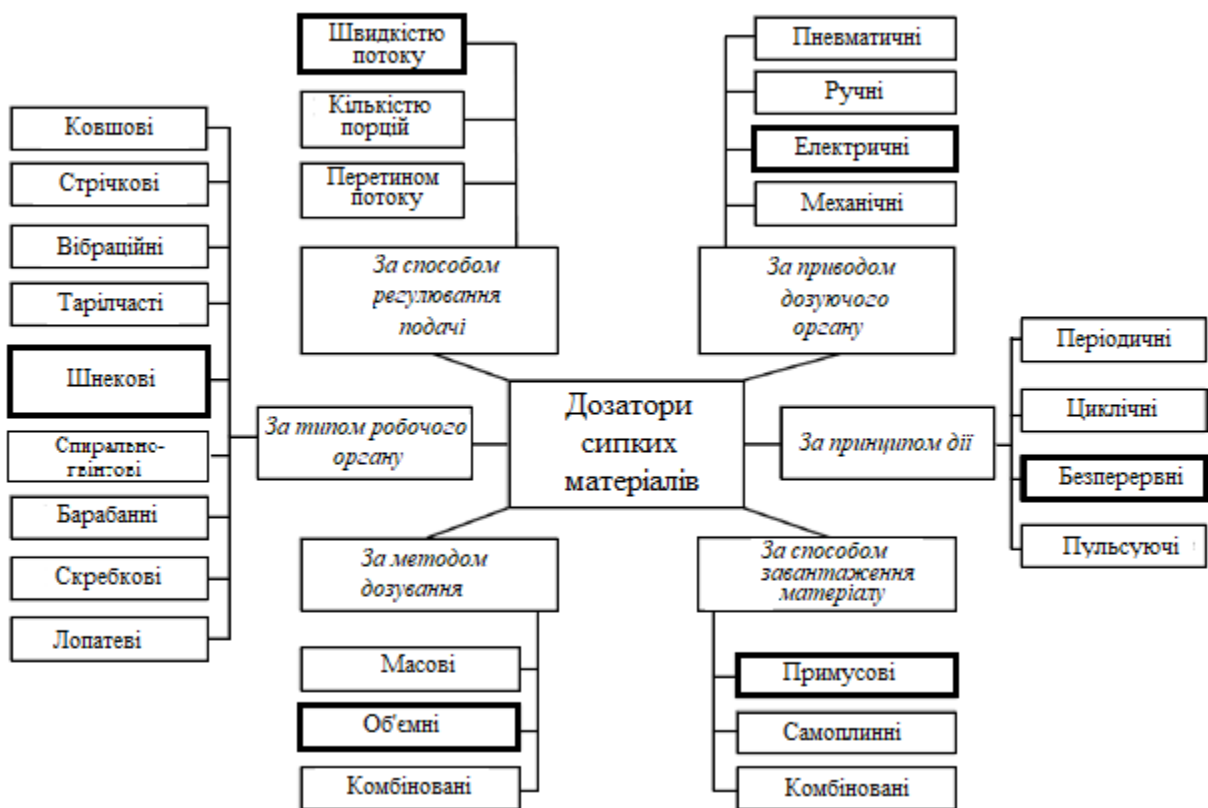 Швидкістю
потоку
Кількістю
порцій
Перетином
потоку
За способом
регулювання
подачі
Пневматичні
Ручні
Електричні
Механічні
За приводом
дозуючого
органу
Ковшові
Стрічкові
Вібраційні
Тарілчасті
Шнекові
Спирально-
гвінтові
Барабанні
Скребкові
Лопатеві
За типом робочого
органу
Дозатори
сипких
матеріалів
За принципом дії
Періодичні
Циклічні
Безперервні
Пульсуючі
За методом
дозування
Масові
Об'ємні
Комбіновані
За способом
завантаження
матеріалу
Примусові
Самоплинні
Комбіновані